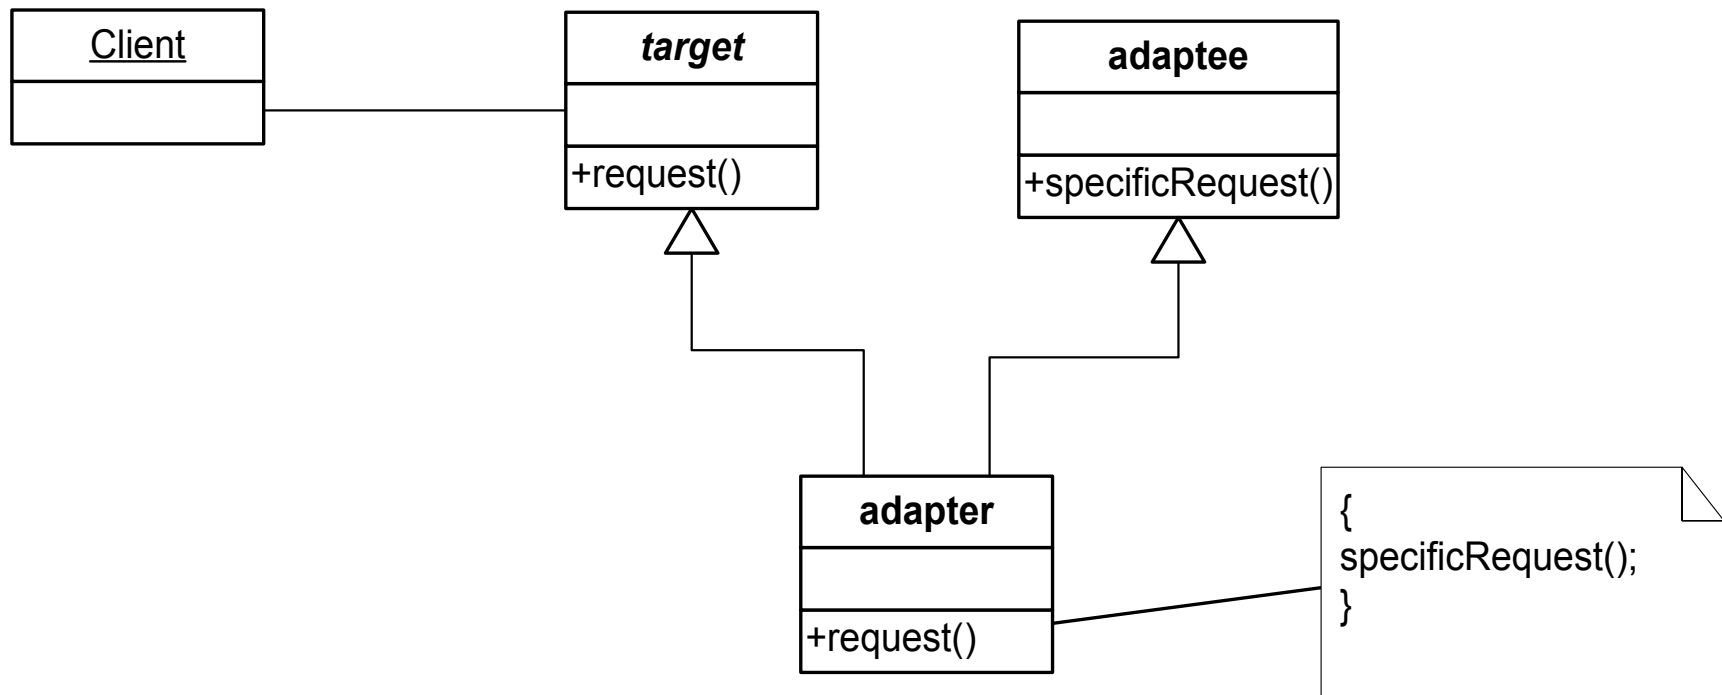 Client
target
+request()
adaptee
+specificRequest()
adapter
+request()
{
specificRequest();
}